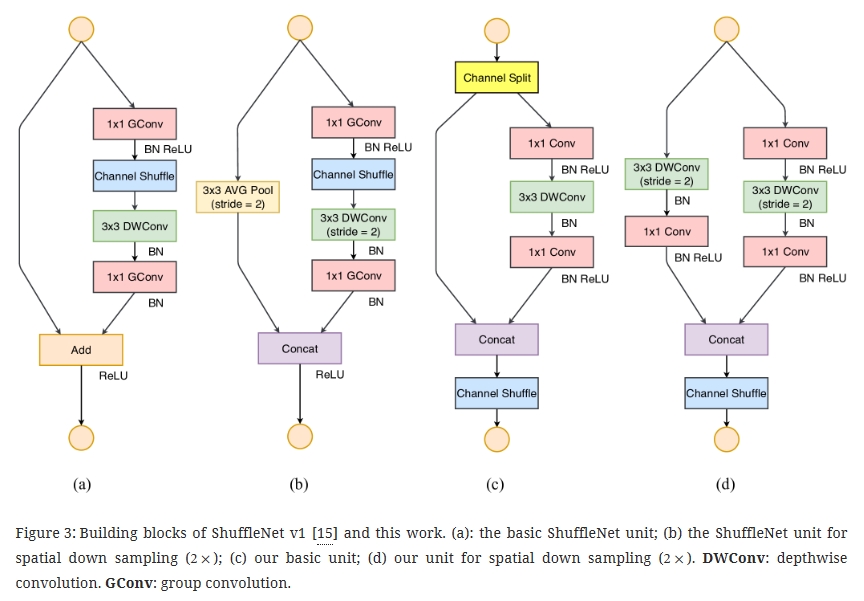 1x1 GConv
BN ReLU
Channel Shuffle
3x3 DWConv
BN
1x1 GConv
BN
Add
ReLU
(a)
1x1 GConv
BN ReLU
Channel Shuffle
3x3 AVG Pool
(stride = 2)
3x3 DWConv
(stride = 2)
BN
1x1 GConv
BN
Concat
ReLU
(b)
Channel Split
1x1 Conv
BN ReLU
3x3 DWConv
BN
1x1 Conv
BN ReLU
Concat
Channel Shuffle
(c)
3x3 DWConv
(stride = 2)
BN
1x1 Conv
BN ReLU
1x1 Conv
BN ReLU
3x3 DWConv
(stride = 2)
BN
1x1 Conv
BN ReLU
Concat
Channel Shuffle
(d)
Figure 3: Building blocks of ShuffleNet v1 [15] and this work. (a): the basic ShuffleNet unit; (b) the ShuffleNet unit for
spatial down sampling (2×); (c) our basic unit; (d) our unit for spatial down sampling (2×). DWConv: depthwise
convolution. GConv: group convolution.